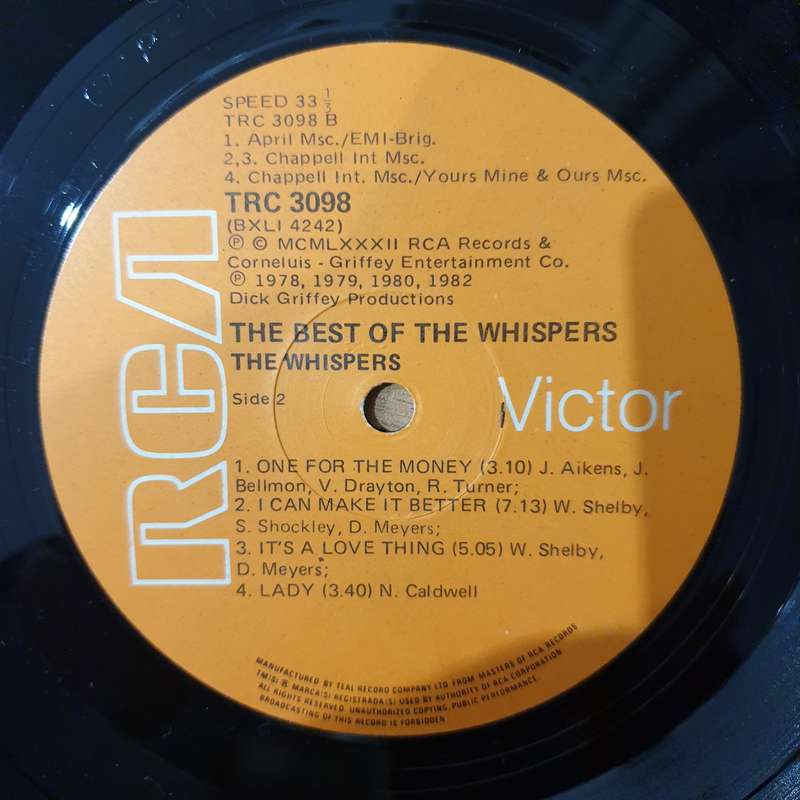 SPEED 33 1/3
TRC 3098 B
1. April Msc./EMI-Brig.
2,3. Chappell Int Msc.
4. Chappell Int. Msc./Yours Mine & Ours Msc.
TRC 3098
(BXLI 4242)
℗ © MCMLXXXII RCA Records &
Corneluis - Griffey Entertainment Co.
℗ 1978, 1979, 1980, 1982
Dick Griffey Productions
THE BEST OF THE WHISPERS
THE WHISPERS
Side 2
RCA
Victor
1. ONE FOR THE MONEY (3.10) J. Aikens, J.
Bellmon, V. Drayton, R. Turner;
2. I CAN MAKE IT BETTER (7.13) W. Shelby,
S. Shockley, D. Meyers;
3. IT'S A LOVE THING (5.05) W. Shelby,
D. Meyers;
4. LADY (3.40) N. Caldwell
MANUFACTURED BY TEAL RECORD COMPANY LTD. FROM MASTERS OF RCA RECORDS
TM(S) ® MARCA(S) REGISTRADA(S) USED BY AUTHORITY OF RCA CORPORATION.
ALL RIGHTS RESERVED. UNAUTHORIZED COPYING, PUBLIC PERFORMANCE,
BROADCASTING OF THIS RECORD IS FORBIDDEN.